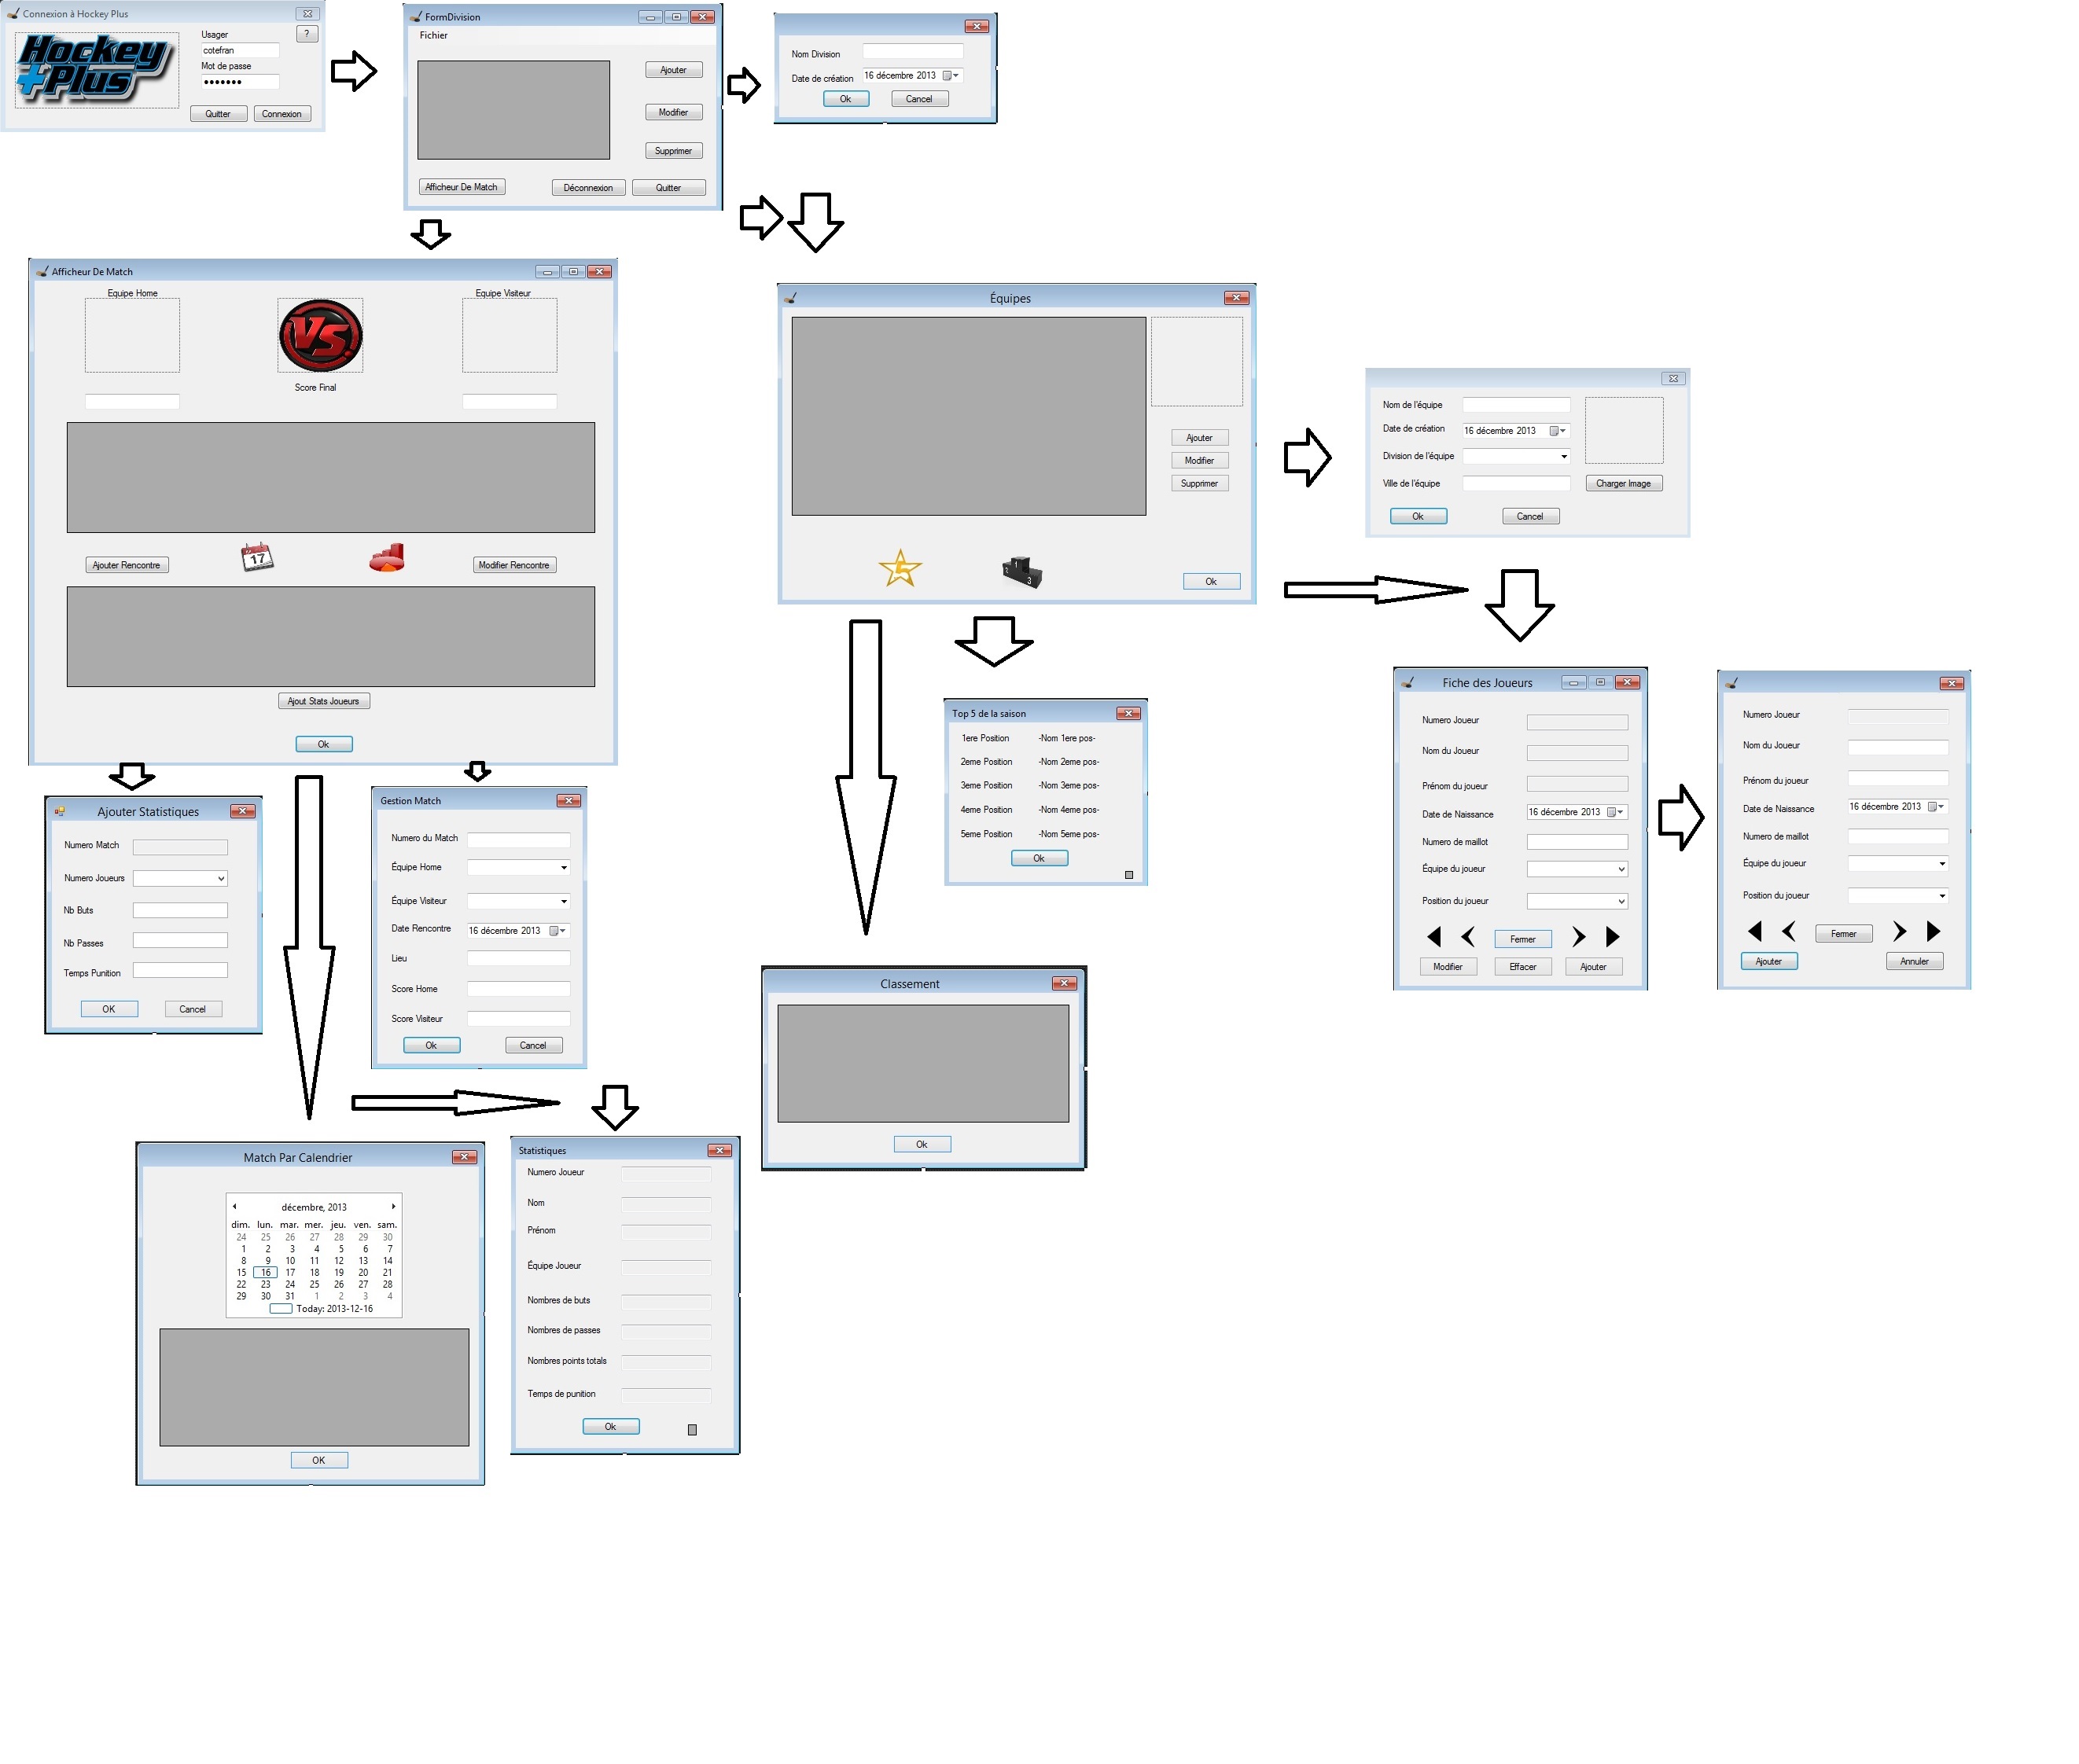 Connexion à Hockey Plus
Hockey
+Plus
Usager
?
cotefran
Mot de passe
•••••••
Quitter
Connexion
FormDivision
Fichier
Ajouter
Modifier
Supprimer
Afficheur De Match
Déconnexion
Quitter
Nom Division
Date de création
16 décembre 2013
Ok
Cancel
Afficheur De Match
Equipe Home
Equipe Visiteur
VS
Score Final
17
Ajouter Rencontre
Modifier Rencontre
Ajout Stats Joueurs
Ok
Équipes
Ajouter
Modifier
Supprimer
5
1
2
3
Ok
Nom de l'équipe
Date de création
16 décembre 2013
Division de l'équipe
Ville de l'équipe
Charger Image
Ok
Cancel
Top 5 de la saison
1ere Position -Nom 1ere pos-
2eme Position -Nom 2eme pos-
3eme Position -Nom 3eme pos-
4eme Position -Nom 4eme pos-
5eme Position -Nom 5eme pos-
Ok
Fiche des Joueurs
Numero Joueur
Nom du Joueur
Prénom du joueur
Date de Naissance 16 décembre 2013
Numero de maillot
Équipe du joueur
Position du joueur
Fermer
Modifier
Effacer
Ajouter
Numero Joueur
Nom du Joueur
Prénom du joueur
Date de Naissance 16 décembre 2013
Numero de maillot
Équipe du joueur
Position du joueur
Fermer
Ajouter
Annuler
Ajouter Statistiques
Numero Match
Numero Joueurs
Nb Buts
Nb Passes
Temps Punition
OK
Cancel
Gestion Match
Numero du Match
Équipe Home
Équipe Visiteur
Date Rencontre 16 décembre 2013
Lieu
Score Home
Score Visiteur
Ok
Cancel
Classement
Ok
Match Par Calendrier
décembre, 2013
dim. lun. mar. mer. jeu. ven. sam.
24 25 26 27 28 29 30
1 2 3 4 5 6 7
8 9 10 11 12 13 14
15 16 17 18 19 20 21
22 23 24 25 26 27 28
29 30 31 1 2 3 4
Today: 2013-12-16
OK
Statistiques
Numero Joueur
Nom
Prénom
Équipe Joueur
Nombres de buts
Nombres de passes
Nombres points totals
Temps de punition
Ok